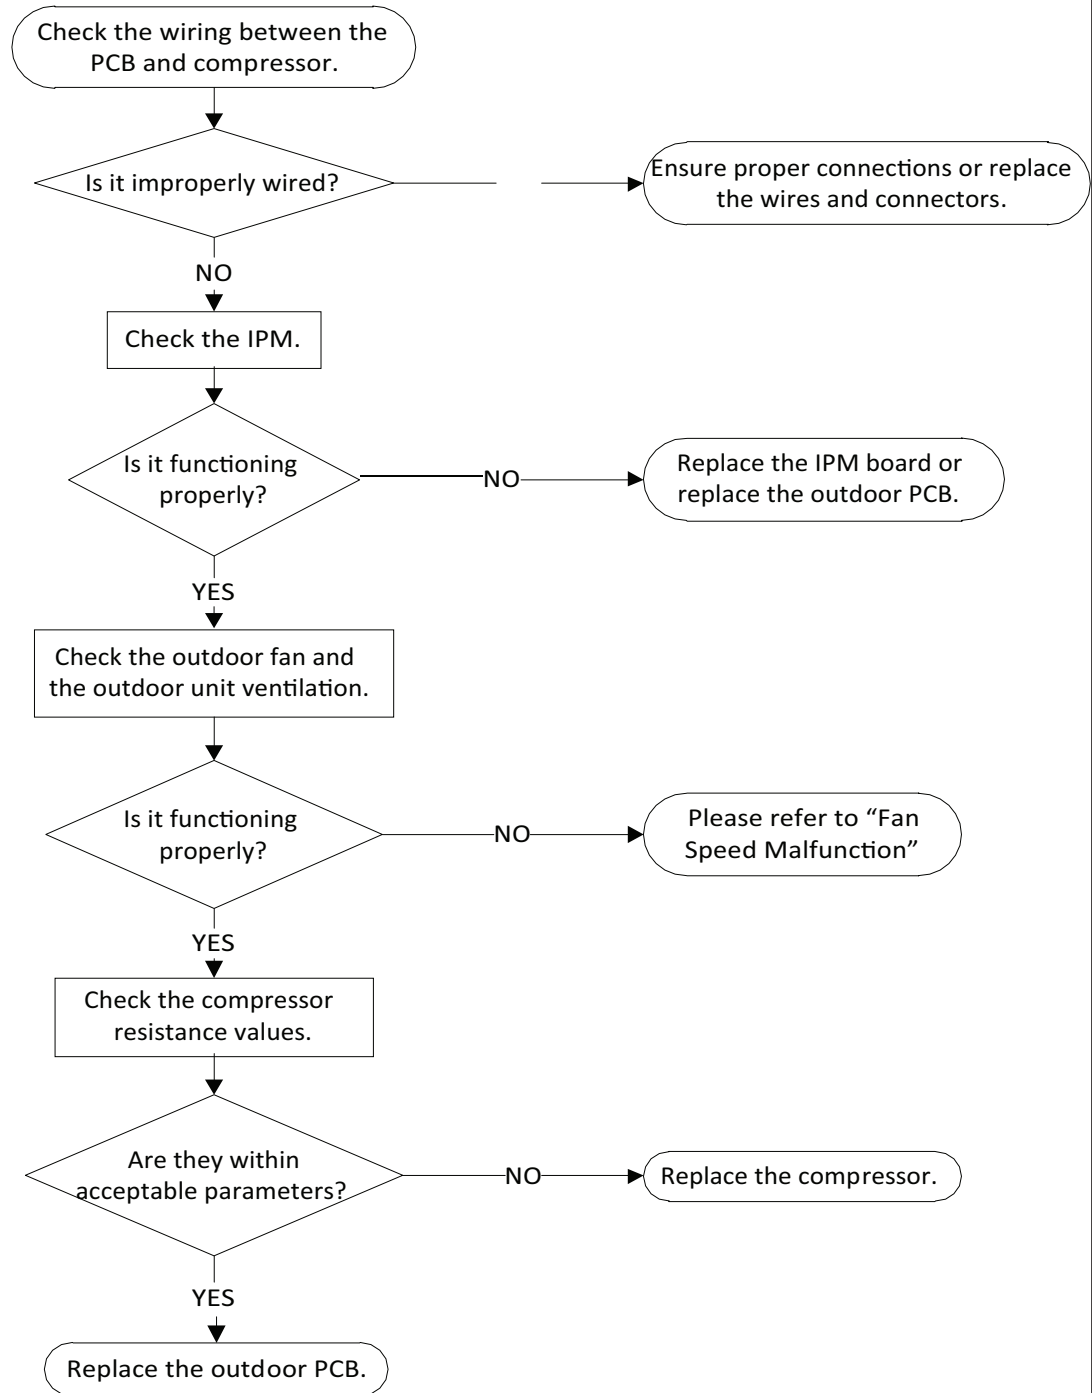 Check the wiring between the
PCB and compressor.
Is it improperly wired?
Ensure proper connections or replace
the wires and connectors.
NO
Check the IPM.
Is it functioning
properly?
NO
Replace the IPM board or
replace the outdoor PCB.
YES
Check the outdoor fan and
the outdoor unit ventilation.
Is it functioning
properly?
NO
Please refer to “Fan
Speed Malfunction”
YES
Check the compressor
resistance values.
Are they within
acceptable parameters?
NO
Replace the compressor.
YES
Replace the outdoor PCB.